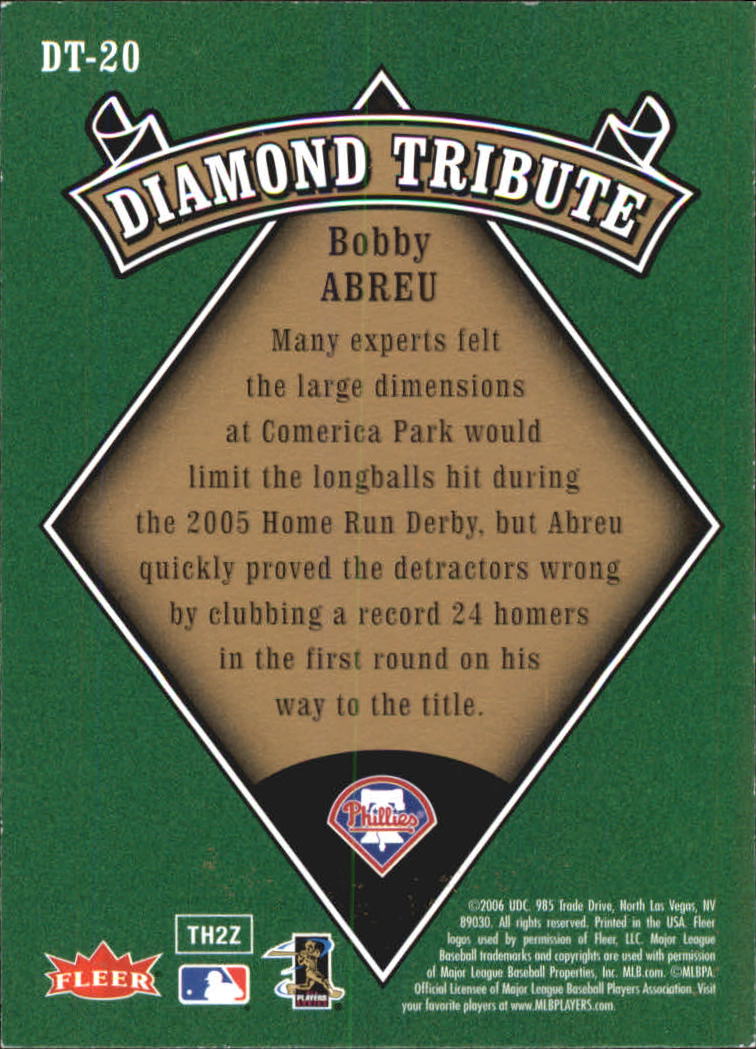 DT-20
DIAMOND TRIBUTE
Bobby
ABREU
Many experts felt
the large dimensions
at Comerica Park would
limit the longballs hit during
the 2005 Home Run Derby, but Abreu
quickly proved the detractors wrong
by clubbing a record 24 homers
in the first round on his
way to the title.
Phillies
©2006 UDC. 985 Trade Drive, North Las Vegas, NV
89030. All rights reserved. Printed in the USA. Fleer
logos used by permission of Fleer, LLC. Major League
Baseball trademarks and copyrights are used with permission
of Major League Baseball Properties, Inc. MLB.com. ©MLBPA
Official Licensee of Major League Baseball Players Association. Visit
your favorite players at www.MLBPLAYERS.com.
TH2Z
FLEER
PLAYERS